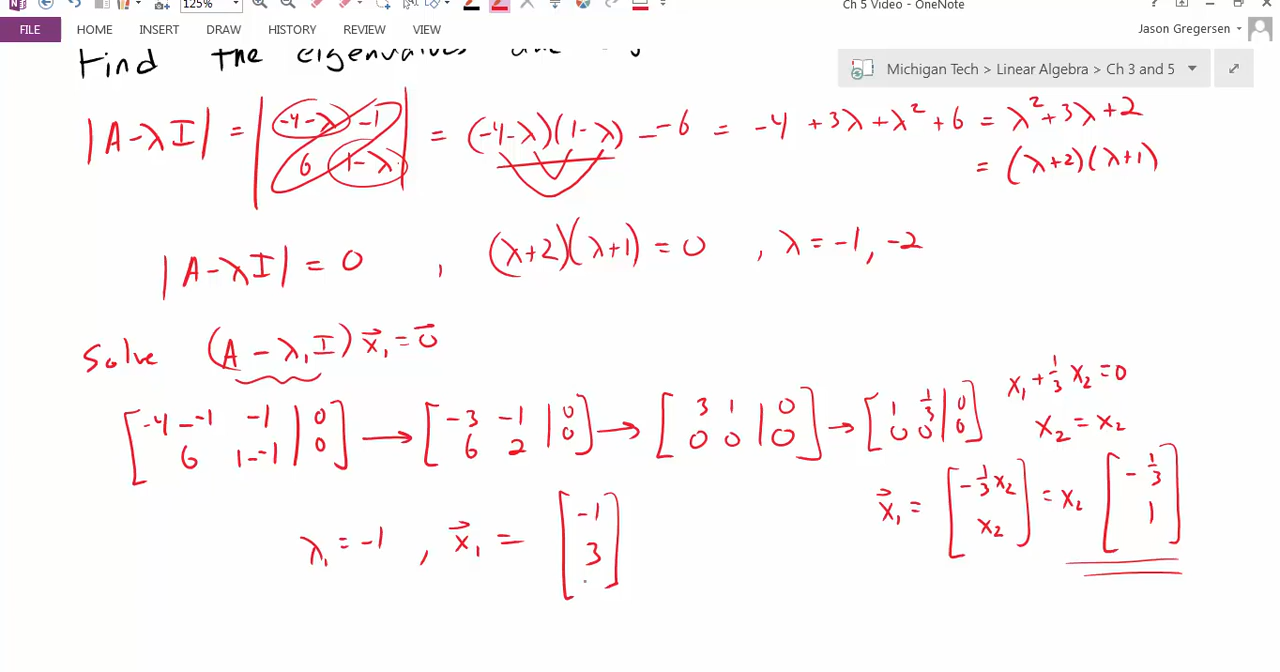 125%
Ch 5 Video - OneNote
FILE HOME INSERT DRAW HISTORY REVIEW VIEW
Jason Gregersen
Michigan Tech > Linear Algebra > Ch 3 and 5
Find the eigenvalues
|A-λI| = |-4-λ -1| = (-4-λ)(1-λ) - -6 = -4 + 3λ + λ² + 6 = λ² + 3λ + 2
|6 1-λ|
= (λ+2)(λ+1)
|A-λI| = 0 , (λ+2)(λ+1) = 0 , λ = -1, -2
Solve (A - λ₁I) x⃗₁ = 0⃗
[-4 - -1 -1 | 0] → [-3 -1 | 0] → [3 1 | 0] → [1 1/3 | 0] x₁ + 1/3 x₂ = 0
[6 1 - -1 | 0] [6 2 | 0] [0 0 | 0] [0 0 | 0] x₂ = x₂
x⃗₁ = [-1/3 x₂ x₂] = x₂ [-1/3 1]
λ₁ = -1 , x⃗₁ = [-1 3]